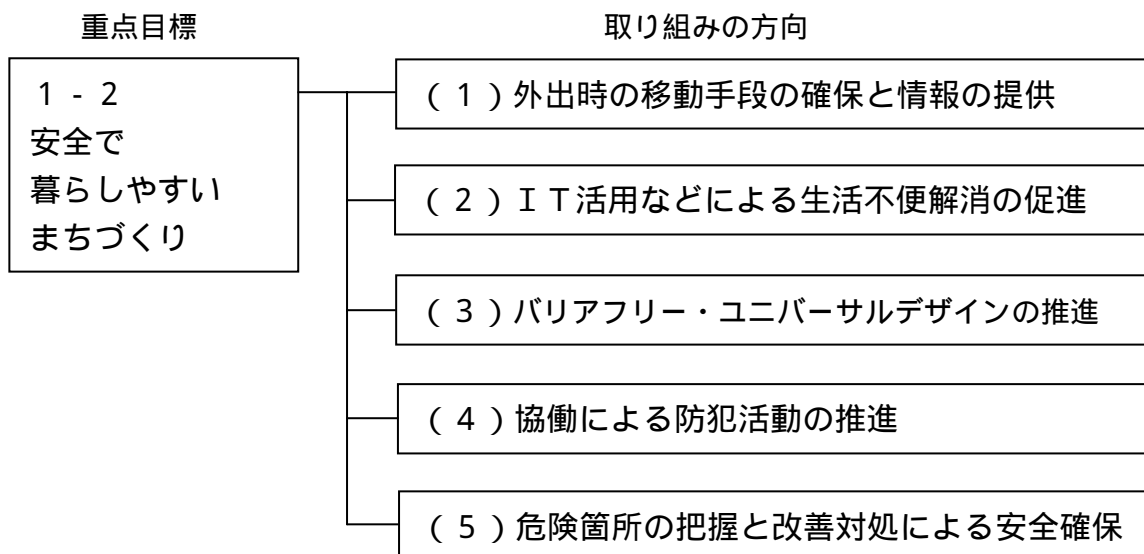 重点目標
取り組みの方向
1-2
安全で
暮らしやすい
まちづくり
(1)外出時の移動手段の確保と情報の提供
(2)IT活用などによる生活不便解消の促進
(3)バリアフリー・ユニバーサルデザインの推進
(4)協働による防犯活動の推進
(5)危険箇所の把握と改善対処による安全確保